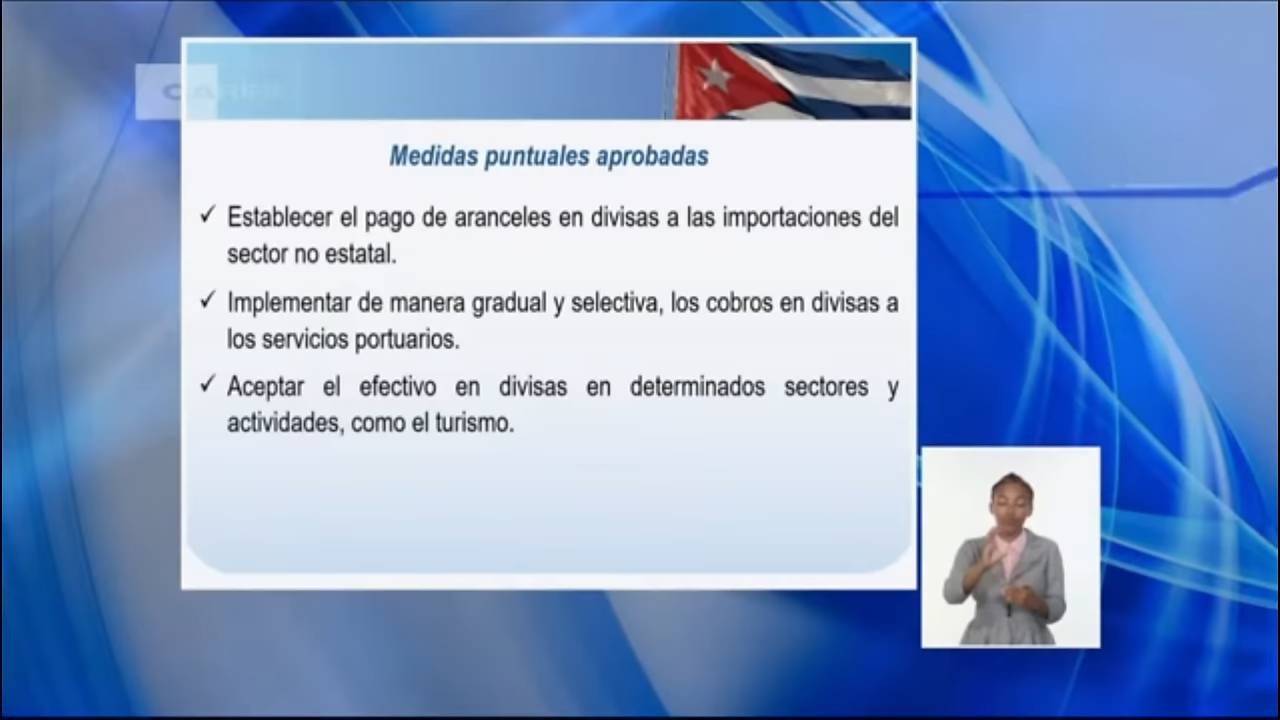 CARIBE
Medidas puntuales aprobadas
✓ Establecer el pago de aranceles en divisas a las importaciones del
sector no estatal.
✓ Implementar de manera gradual y selectiva, los cobros en divisas a
los servicios portuarios.
✓ Aceptar el efectivo en divisas en determinados sectores y
actividades, como el turismo.